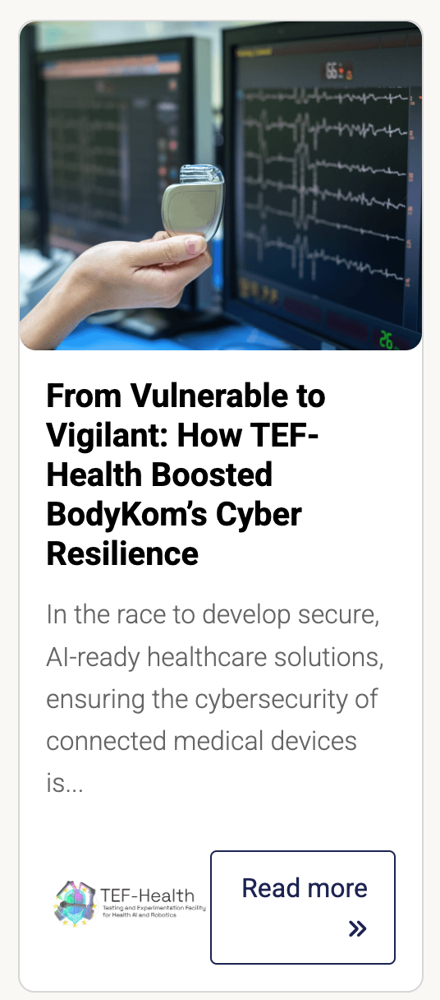 66
26
From Vulnerable to
Vigilant: How TEF-
Health Boosted
BodyKom’s Cyber
Resilience
In the race to develop secure,
AI-ready healthcare solutions,
ensuring the cybersecurity of
connected medical devices
is...
TEF-Health
Testing and Experimentation Facility
for Health AI and Robotics
Read more
»